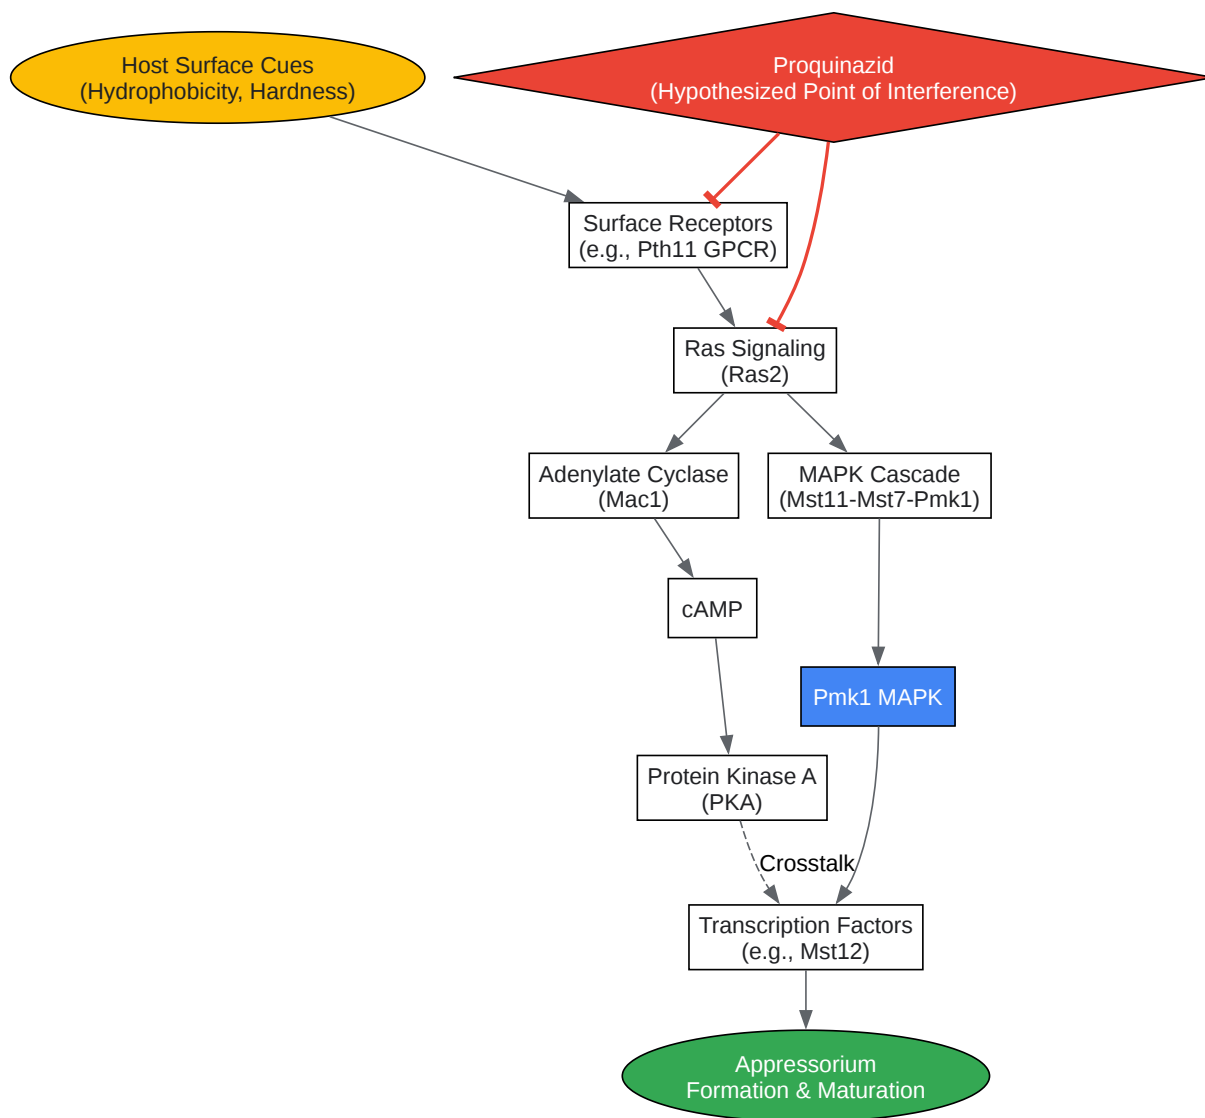 Host Surface Cues
(Hydrophobicity, Hardness)
Proquinazid
(Hypothesized Point of Interference)
Surface Receptors
(e.g., Pth11 GPCR)
Ras Signaling
(Ras2)
Adenylate Cyclase
(Mac1)
MAPK Cascade
(Mst11-Mst7-Pmk1)
cAMP
Pmk1 MAPK
Protein Kinase A
(PKA)
Crosstalk
Transcription Factors
(e.g., Mst12)
Appressorium
Formation & Maturation